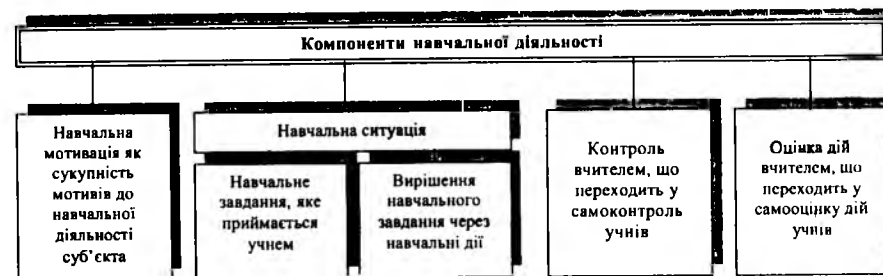 Компоненти навчальної діяльності
Навчальна
мотивація як
сукупність
мотивів до
навчальної
діяльності
суб'єкта
Навчальна ситуація
Навчальне
завдання, яке
приймається
учнем
Вирішення
навчального
завдання через
навчальні дії
Контроль
вчителем, що
переходить у
самоконтроль
учнів
Оцінка дій
вчителем, що
переходить у
самооцінку дій
учнів